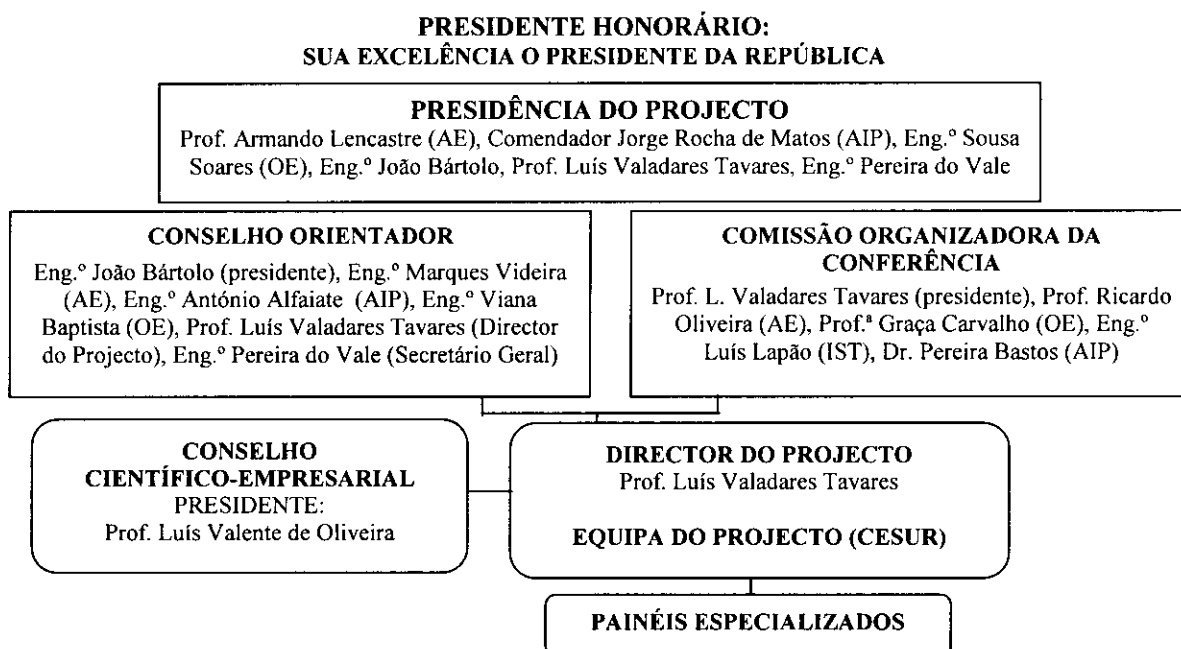 PRESIDENTE HONORÁRIO:
SUA EXCELÊNCIA O PRESIDENTE DA REPÚBLICA
PRESIDÊNCIA DO PROJECTO
Prof. Armando Lencastre (AE), Comendador Jorge Rocha de Matos (AIP), Eng.º Sousa
Soares (OE), Eng.º João Bártolo, Prof. Luís Valadares Tavares, Eng.º Pereira do Vale
CONSELHO ORIENTADOR
Eng.º João Bártolo (presidente), Eng.º Marques Videira
(AE), Eng.º António Alfaiate (AIP), Eng.º Viana
Baptista (OE), Prof. Luís Valadares Tavares (Director
do Projecto), Eng.º Pereira do Vale (Secretário Geral)
COMISSÃO ORGANIZADORA DA
CONFERÊNCIA
Prof. L. Valadares Tavares (presidente), Prof. Ricardo
Oliveira (AE), Prof.ª Graça Carvalho (OE), Eng.º
Luís Lapão (IST), Dr. Pereira Bastos (AIP)
CONSELHO
CIENTÍFICO-EMPRESARIAL
PRESIDENTE:
Prof. Luís Valente de Oliveira
DIRECTOR DO PROJECTO
Prof. Luís Valadares Tavares
EQUIPA DO PROJECTO (CESUR)
PAINÉIS ESPECIALIZADOS